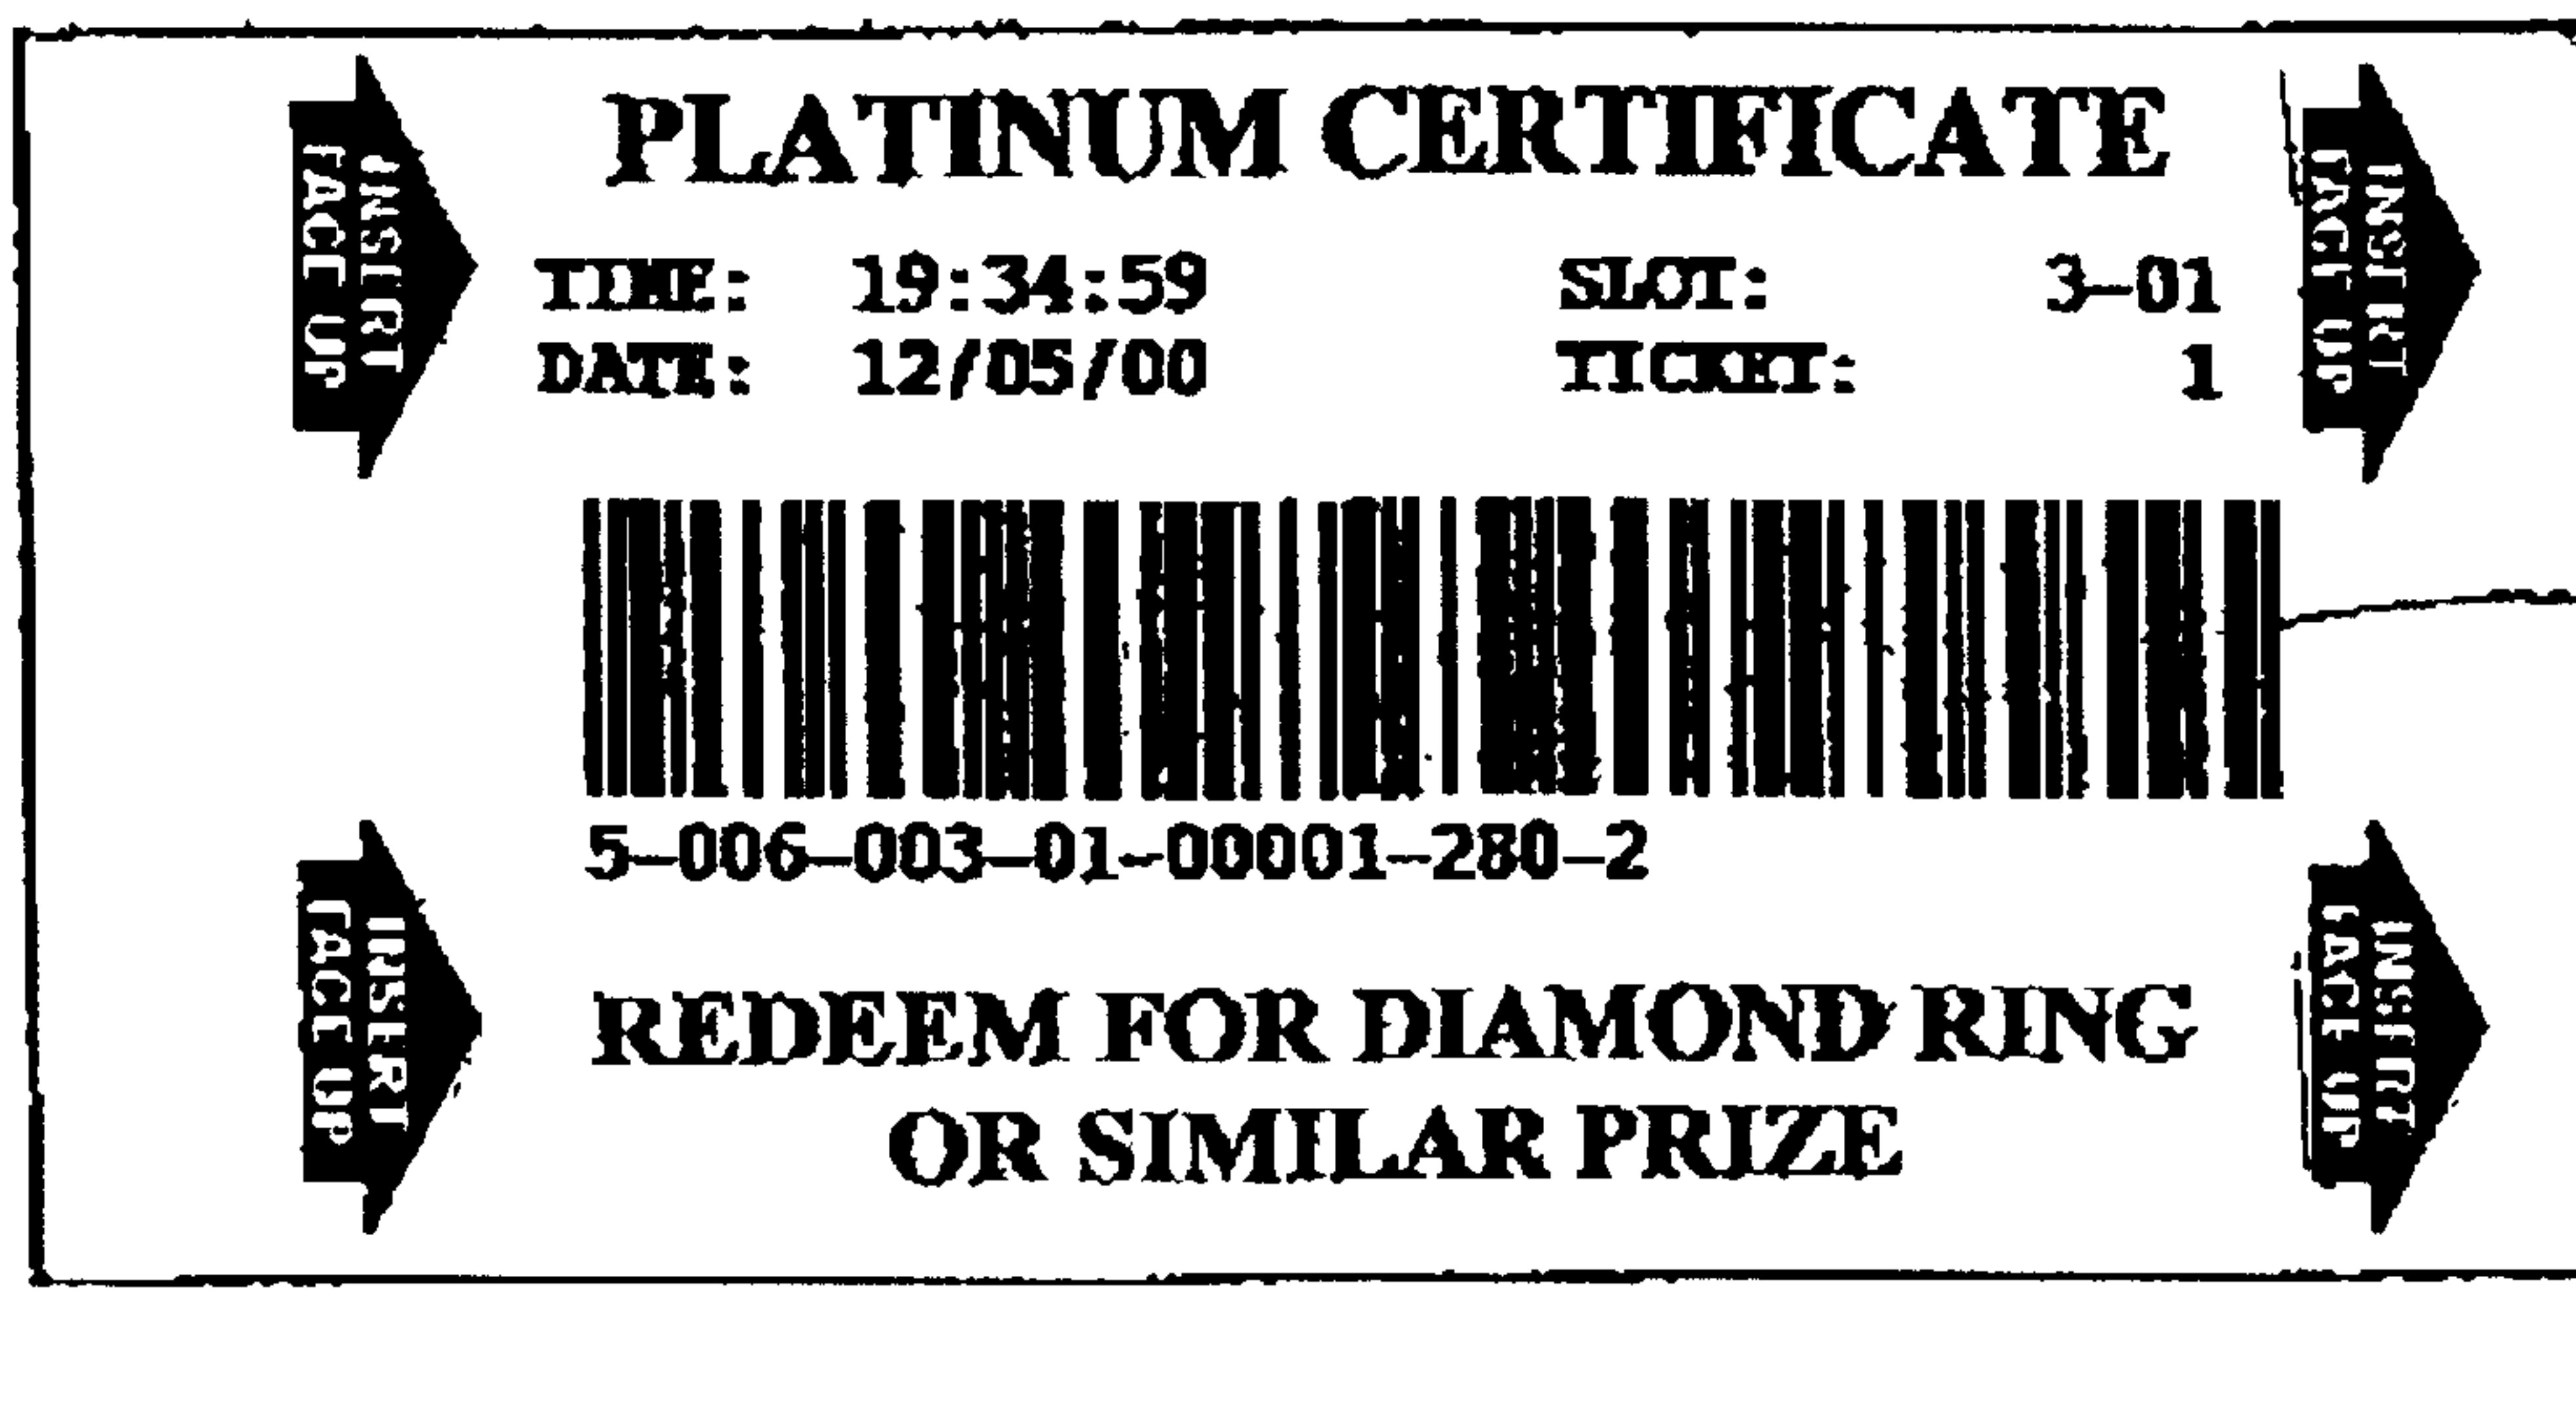 PLATINUM CERTIFICATE
INSERT
FACE UP
INSERT
FACE UP
TIME: 19:34:59 SLOT: 3-01
DATE: 12/05/00 TICKET: 1
5-006-003-01-00001-280-2
INSERT
FACE UP
INSERT
FACE UP
REDEEM FOR DIAMOND RING
OR SIMILAR PRIZE